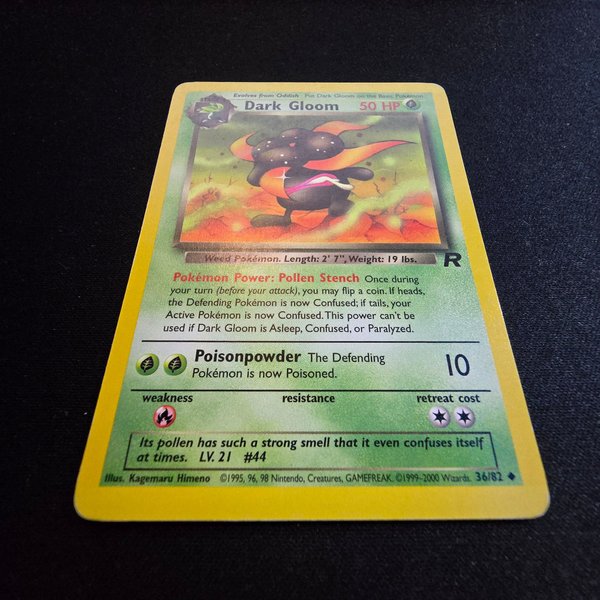 Evolves from Oddish Put Dark Gloom on the Basic Pokémon
Dark Gloom 50 HP
Weed Pokémon. Length: 2' 7", Weight: 19 lbs.
R
Pokémon Power: Pollen Stench Once during
your turn (before your attack), you may flip a coin. If heads,
the Defending Pokémon is now Confused; if tails, your
Active Pokémon is now Confused. This power can't be
used if Dark Gloom is Asleep, Confused, or Paralyzed.
Poisonpowder The Defending
Pokémon is now Poisoned.
10
weakness resistance retreat cost
Its pollen has such a strong smell that it even confuses itself
at times. LV. 21 #44
Illus. Kagemaru Himeno ©1995, 96, 98 Nintendo, Creatures, GAMEFREAK. ©1999-2000 Wizards. 36/82